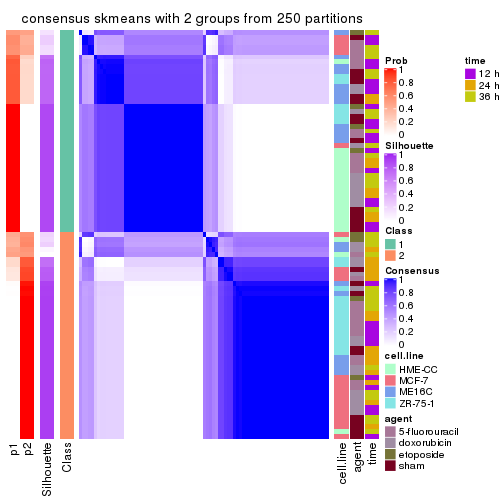 consensus skmeans with 2 groups from 250 partitions
Prob
1
0.8
0.6
0.4
0.2
0
time
12 h
24 h
36 h
Silhouette
1
0.8
0.6
0.4
0.2
0
Class
1
2
Consensus
1
0.8
0.6
0.4
0.2
0
cell.line
HME-CC
MCF-7
ME16C
ZR-75-1
agent
5-fluorouracil
doxorubicin
etoposide
sham
p1
p2
Silhouette
Class
cell.line
agent
time